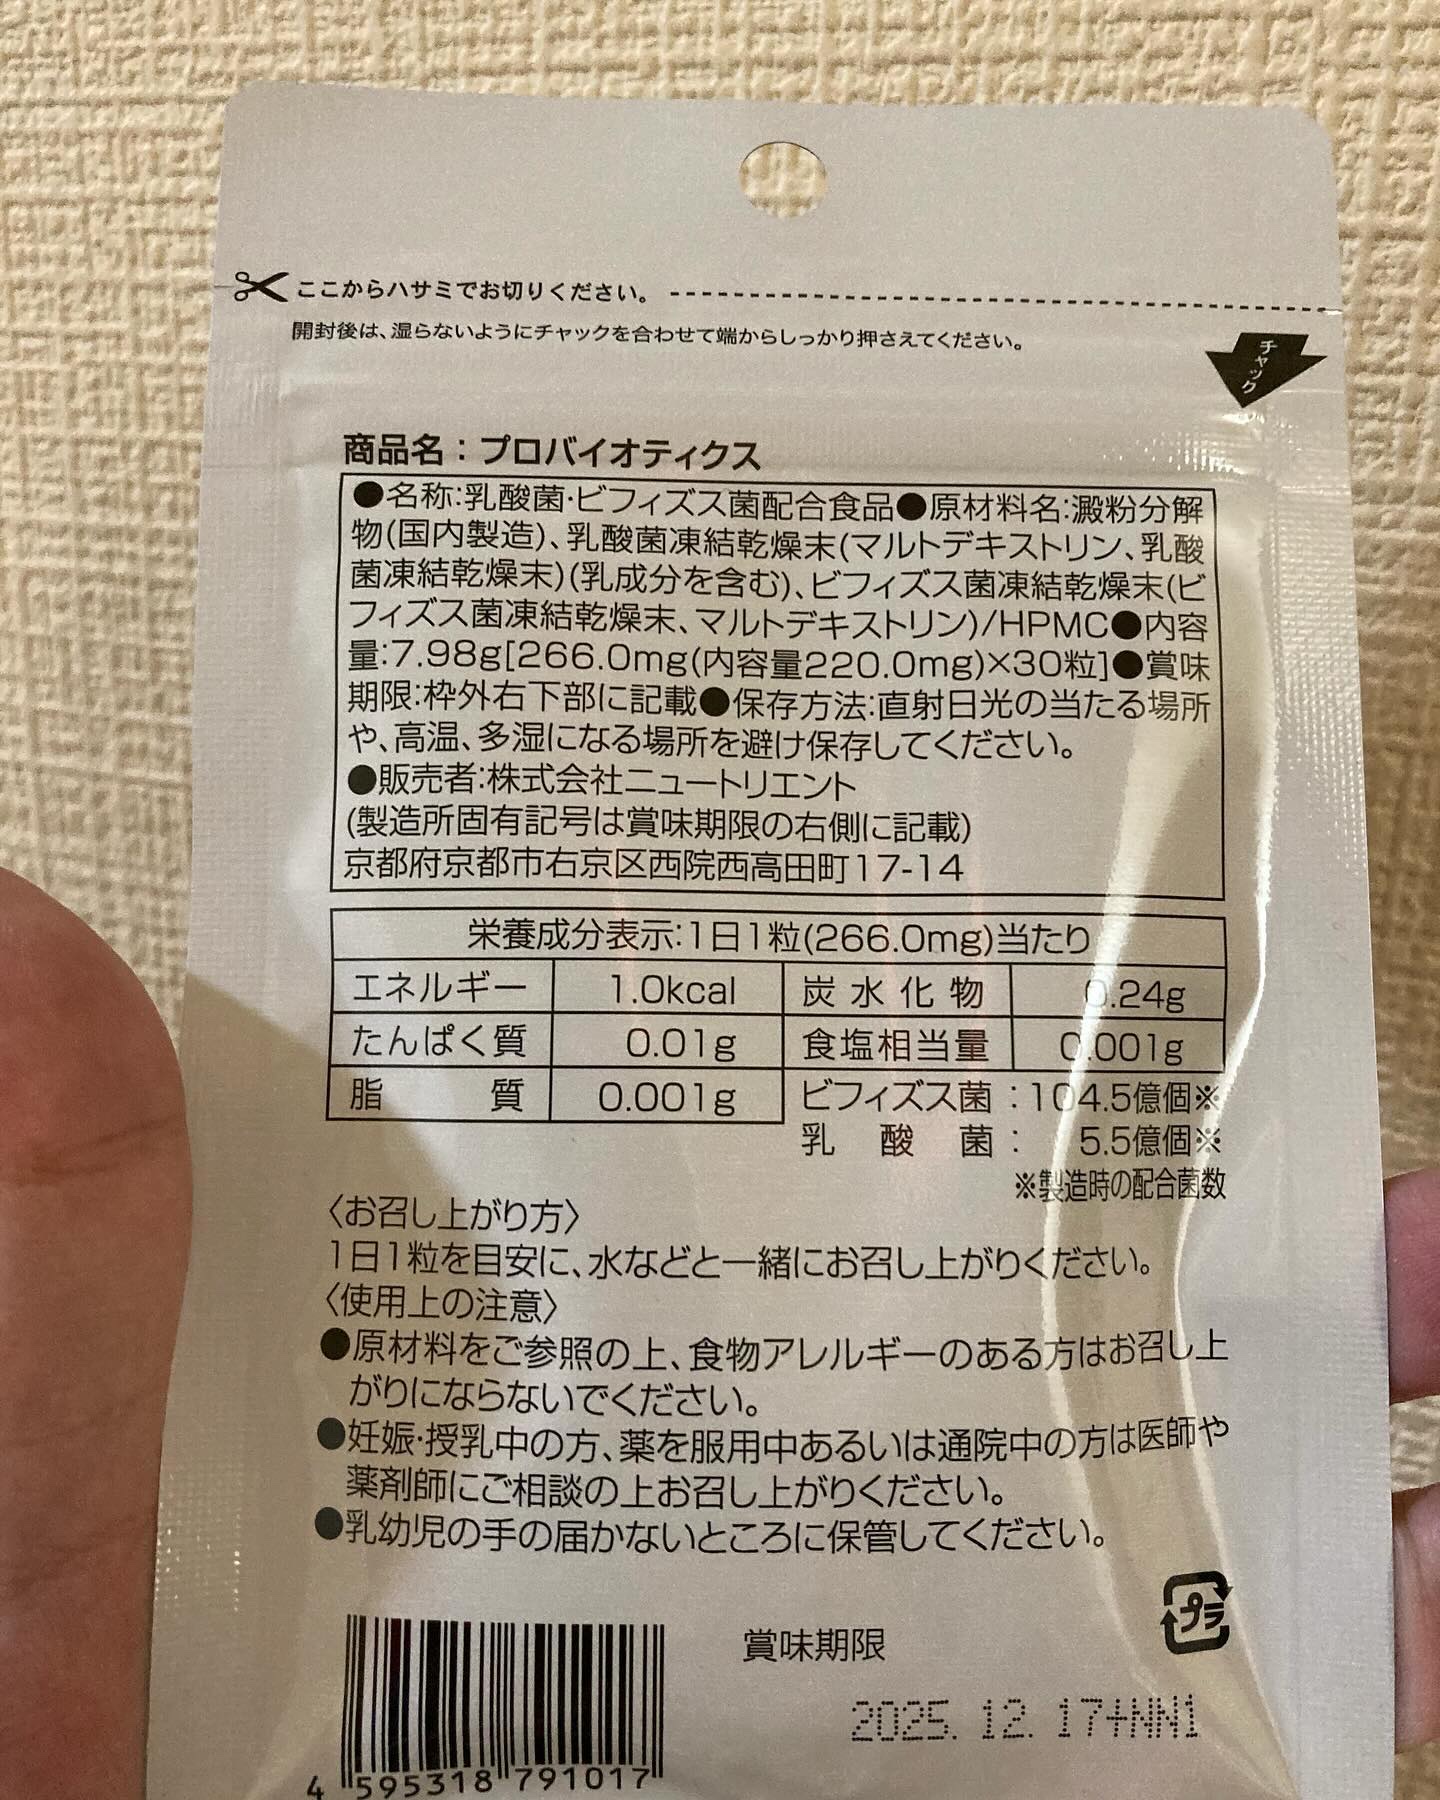 ここからハサミでお切りください。
開封後は、湿らないようにチャックを合わせて端からしっかり押さえてください。
チャック
商品名：プロバイオティクス
●名称:乳酸菌･ビフィズス菌配合食品●原材料名:澱粉分解
物(国内製造)､乳酸菌凍結乾燥末(マルトデキストリン､乳酸
菌凍結乾燥末)(乳成分を含む)､ビフィズス菌凍結乾燥末(ビ
フィズス菌凍結乾燥末､マルトデキストリン)/HPMC●内容
量:7.98g[266.0mg(内容量220.0mg)×30粒]●賞味
期限:枠外右下部に記載●保存方法:直射日光の当たる場所
や､高温､多湿になる場所を避け保存してください。
●販売者:株式会社ニュートリエント
(製造所固有記号は賞味期限の右側に記載)
京都府京都市右京区西院西高田町17-14
栄養成分表示:1日1粒(266.0mg)当たり
エネルギー 1.0kcal 炭水化物 0.24g
たんぱく質 0.01g 食塩相当量 0.001g
脂質 0.001g ビフィズス菌：104.5億個※
乳酸菌： 5.5億個※
※製造時の配合菌数
〈お召し上がり方〉
1日1粒を目安に､水などと一緒にお召し上がりください。
〈使用上の注意〉
●原材料をご参照の上､食物アレルギーのある方はお召し上
がりにならないでください。
●妊娠･授乳中の方､薬を服用中あるいは通院中の方は医師や
薬剤師にご相談の上お召し上がりください。
●乳幼児の手の届かないところに保管してください。
プラ
賞味期限
2025.12.17+NN1
4 595318 791017